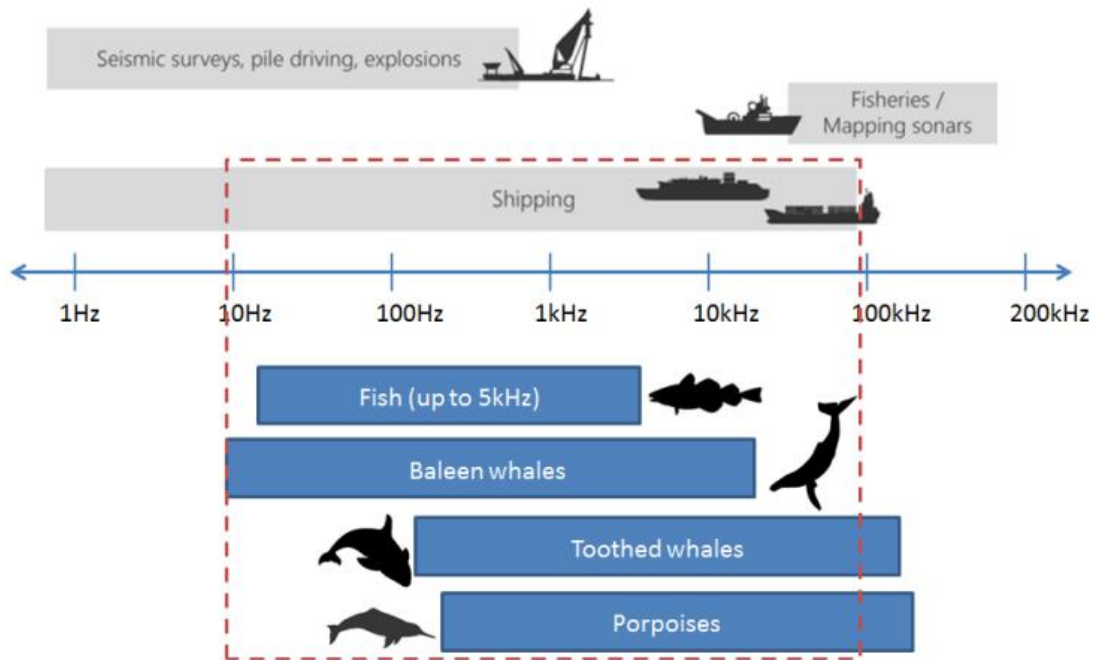 Seismic surveys, pile driving, explosions
Fisheries /
Mapping sonars
Shipping
1Hz 10Hz 100Hz 1kHz 10kHz 100kHz 200kHz
Fish (up to 5kHz)
Baleen whales
Toothed whales
Porpoises